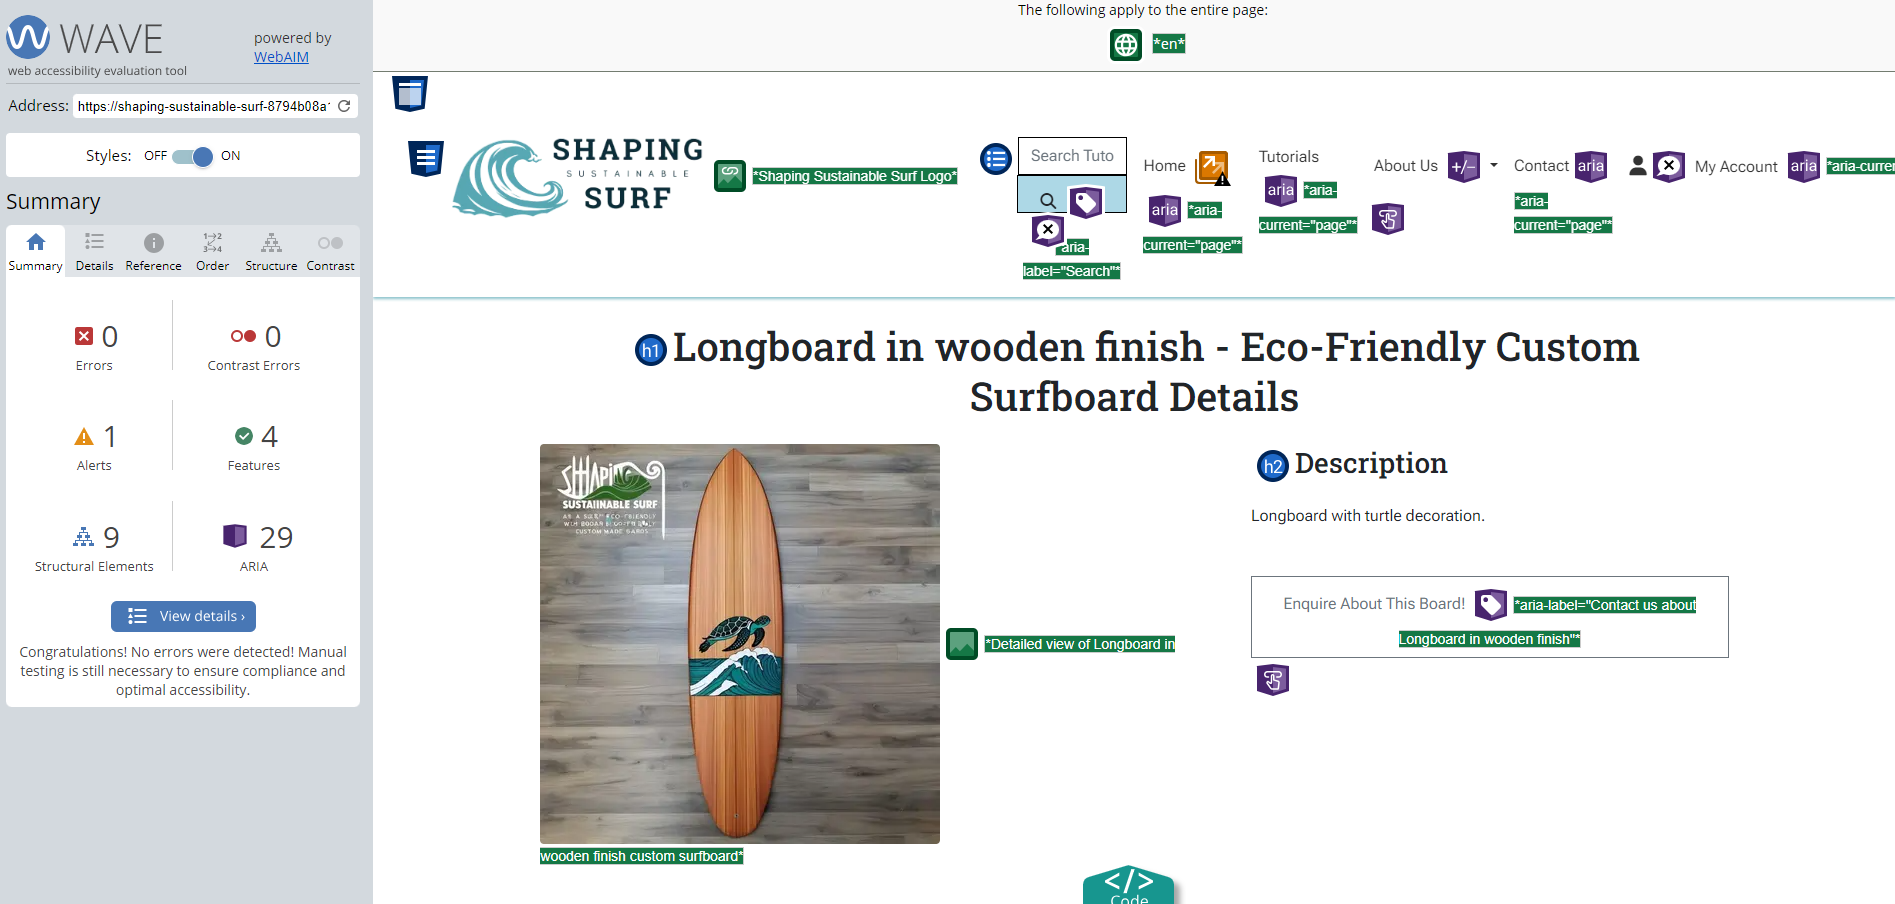 WAVE
web accessibility evaluation tool
powered by
WebAIM
Address:
https://shaping-sustainable-surf-8794b08a
Styles: OFF ON
Summary
Summary Details Reference Order Structure Contrast
0 Errors
0 Contrast Errors
1 Alerts
4 Features
9 Structural Elements
29 ARIA
View details ›
Congratulations! No errors were detected! Manual
testing is still necessary to ensure compliance and
optimal accessibility.
The following apply to the entire page:
*en*
SHAPING
SUSTAINABLE
SURF
*Shaping Sustainable Surf Logo*
Search Tuto
aria-
label="Search"*
Home
aria *aria-
current="page"*
Tutorials
aria *aria-
current="page"*
About Us +/-
Contact aria
*aria-
current="page"*
My Account aria *aria-curre
h1 Longboard in wooden finish - Eco-Friendly Custom
Surfboard Details
SUSTAINABLE SURF
*Detailed view of Longboard in
wooden finish custom surfboard*
h2 Description
Longboard with turtle decoration.
Enquire About This Board! *aria-label="Contact us about
Longboard in wooden finish"*
</>
Code